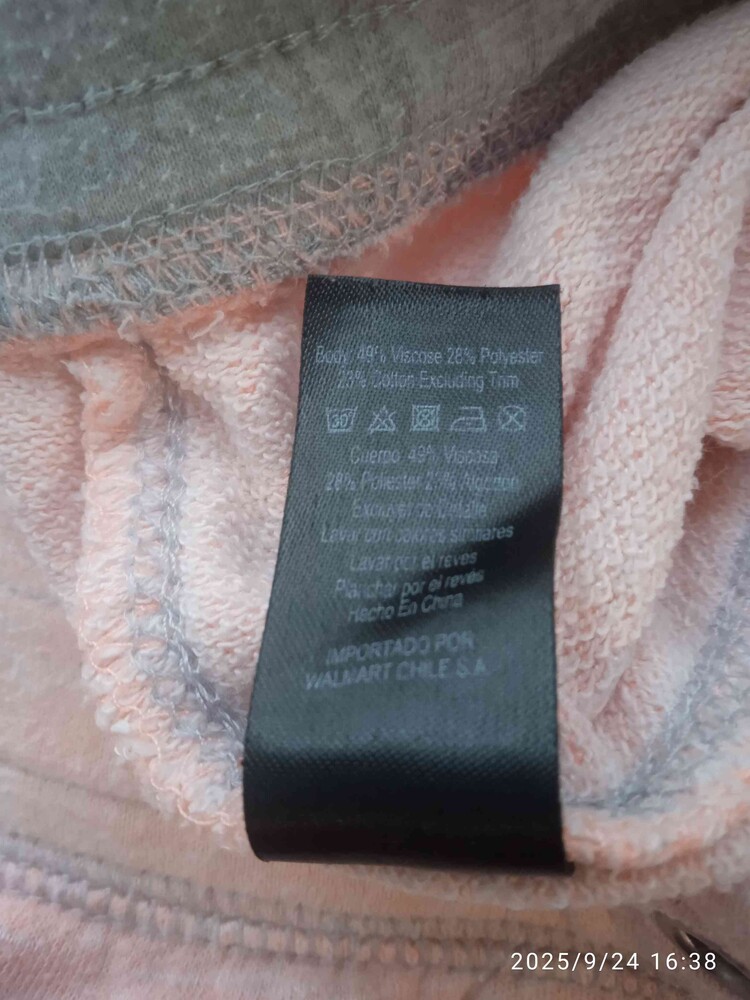 Body: 49% Viscose 28% Polyester
23% Cotton Excluding Trim
30°
Cuerpo 49% Viscosa
28% Poliester 23% Algodon
Excluyendo Detalle
Lavar con colores similares
Lavar por el reves
Planchar por el revés
Hecho En China
IMPORTADO POR
WALMART CHILE S.A.
2025/9/24 16:38